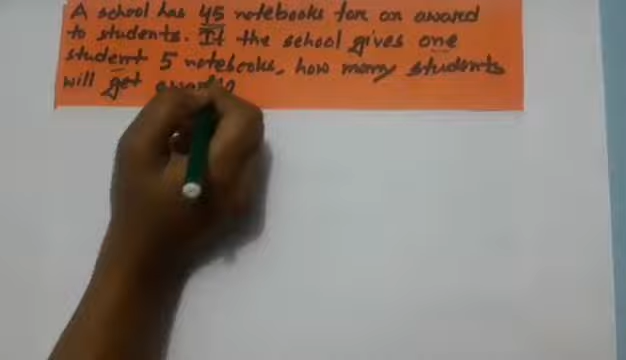 A school has 45 notebooks for an award
to students. If the school gives one
student 5 notebooks, how many students
will get